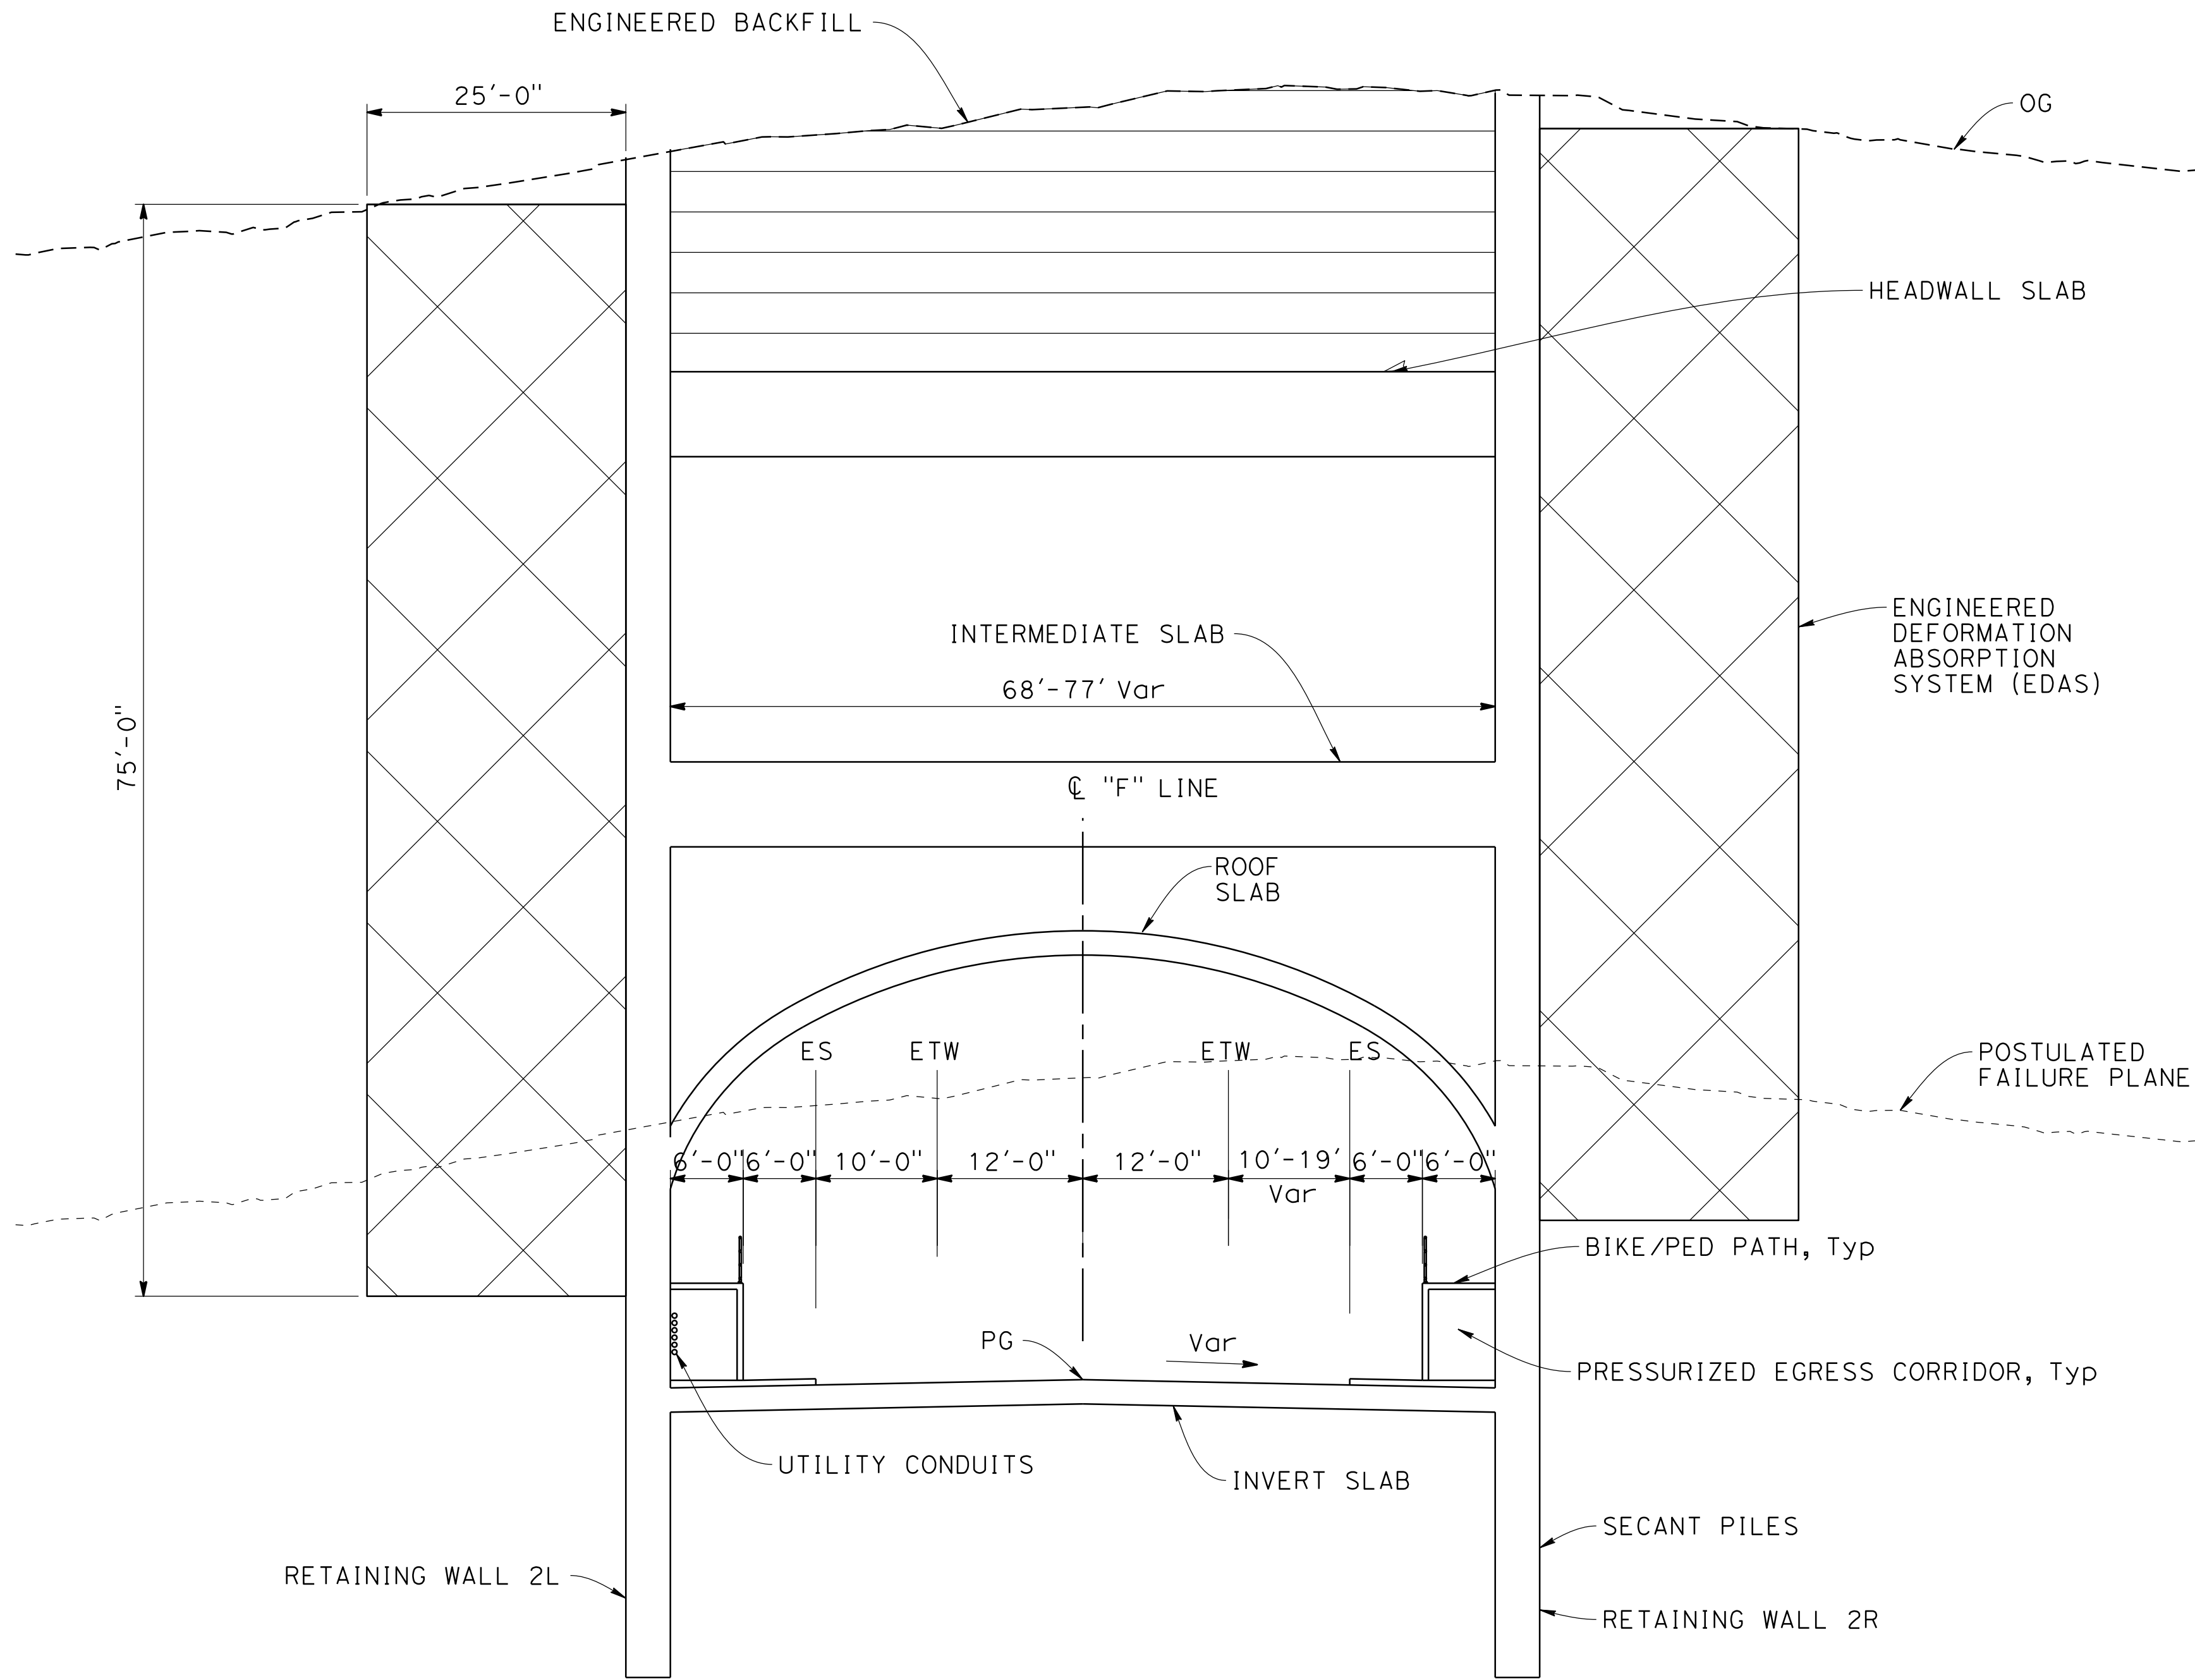 ENGINEERED BACKFILL
25'-0"
OG
HEADWALL SLAB
ENGINEERED
DEFORMATION
ABSORPTION
SYSTEM (EDAS)
INTERMEDIATE SLAB
68'-77' Var
75'-0"
℄ "F" LINE
ROOF
SLAB
ES
ETW
ETW
ES
POSTULATED
FAILURE PLANE
6'-0"
6'-0"
10'-0"
12'-0"
12'-0"
10'-19'
Var
6'-0"
6'-0"
BIKE/PED PATH, Typ
PG
Var
PRESSURIZED EGRESS CORRIDOR, Typ
UTILITY CONDUITS
INVERT SLAB
SECANT PILES
RETAINING WALL 2L
RETAINING WALL 2R